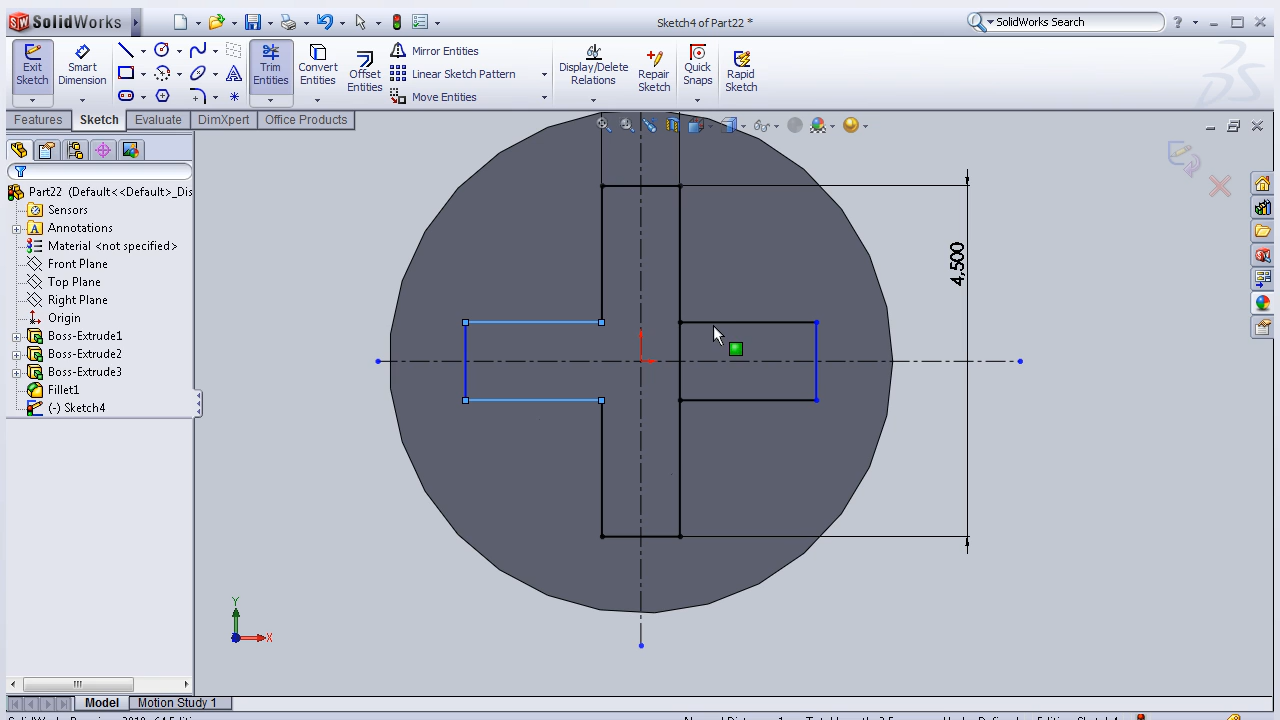 SolidWorks
Sketch4 of Part22 *
SolidWorks Search
Exit Sketch
Smart Dimension
Trim Entities
Convert Entities
Offset Entities
Mirror Entities
Linear Sketch Pattern
Move Entities
Display/Delete Relations
Repair Sketch
Quick Snaps
Rapid Sketch
Features
Sketch
Evaluate
DimXpert
Office Products
Part22 (Default<<Default>_Dis
Sensors
Annotations
Material <not specified>
Front Plane
Top Plane
Right Plane
Origin
Boss-Extrude1
Boss-Extrude2
Boss-Extrude3
Fillet1
(-) Sketch4
4,500
Y
X
Model
Motion Study 1